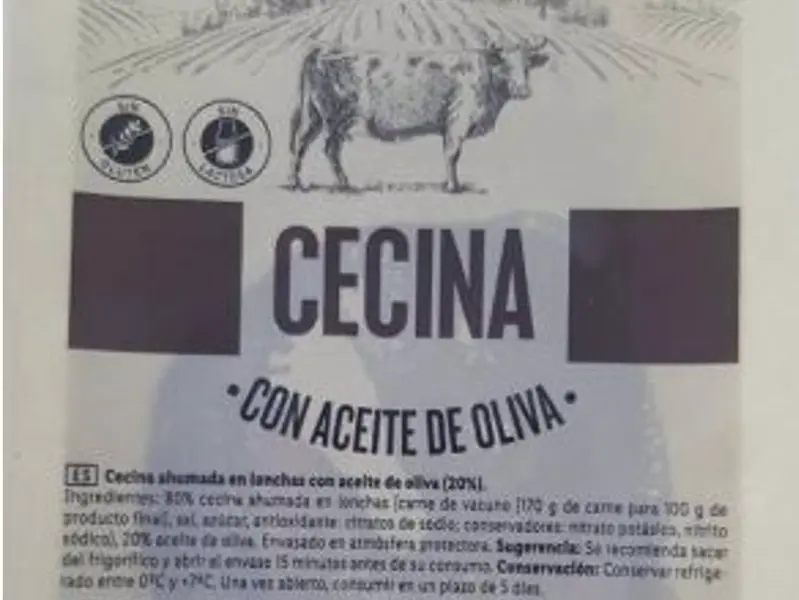 SIN
GLUTEN
SIN
LACTOSA
CECINA
• CON ACEITE DE OLIVA •
ES Cecina ahumada en lonchas con aceite de oliva (20%).
Ingredientes: 80% cecina ahumada en lonchas (carne de vacuno [170 g de carne para 100 g de
producto final], sal, azúcar, antioxidante: citratos de sodio; conservadores: nitrato potásico, nitrito
sódico), 20% aceite de oliva. Envasado en atmósfera protectora. Sugerencia: Se recomienda sacar
del frigorífico y abrir el envase 15 minutos antes de su consumo. Conservación: Conservar refrige-
rado entre 0ºC y +7ºC. Una vez abierto, consumir en un plazo de 5 días.